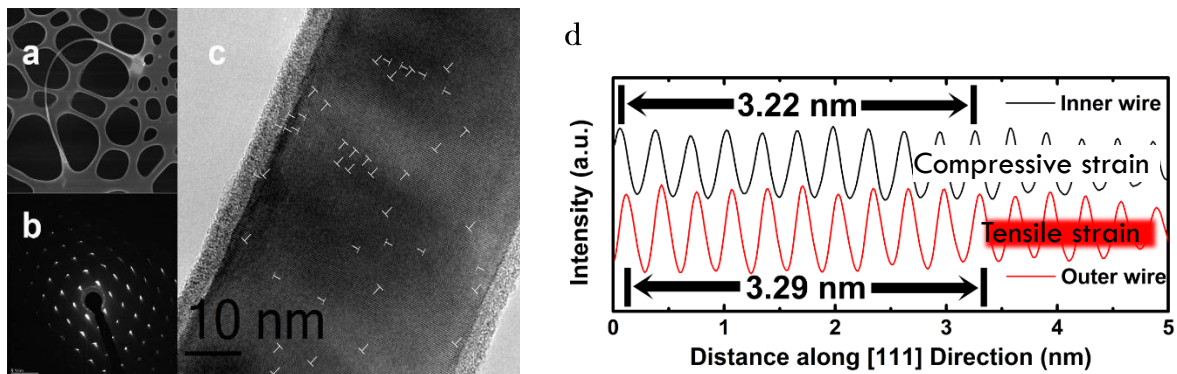 a
b
c
10 nm
d
3.22 nm
Inner wire
Compressive strain
Tensile strain
Outer wire
3.29 nm
Intensity (a.u.)
0 1 2 3 4 5
Distance along [111] Direction (nm)